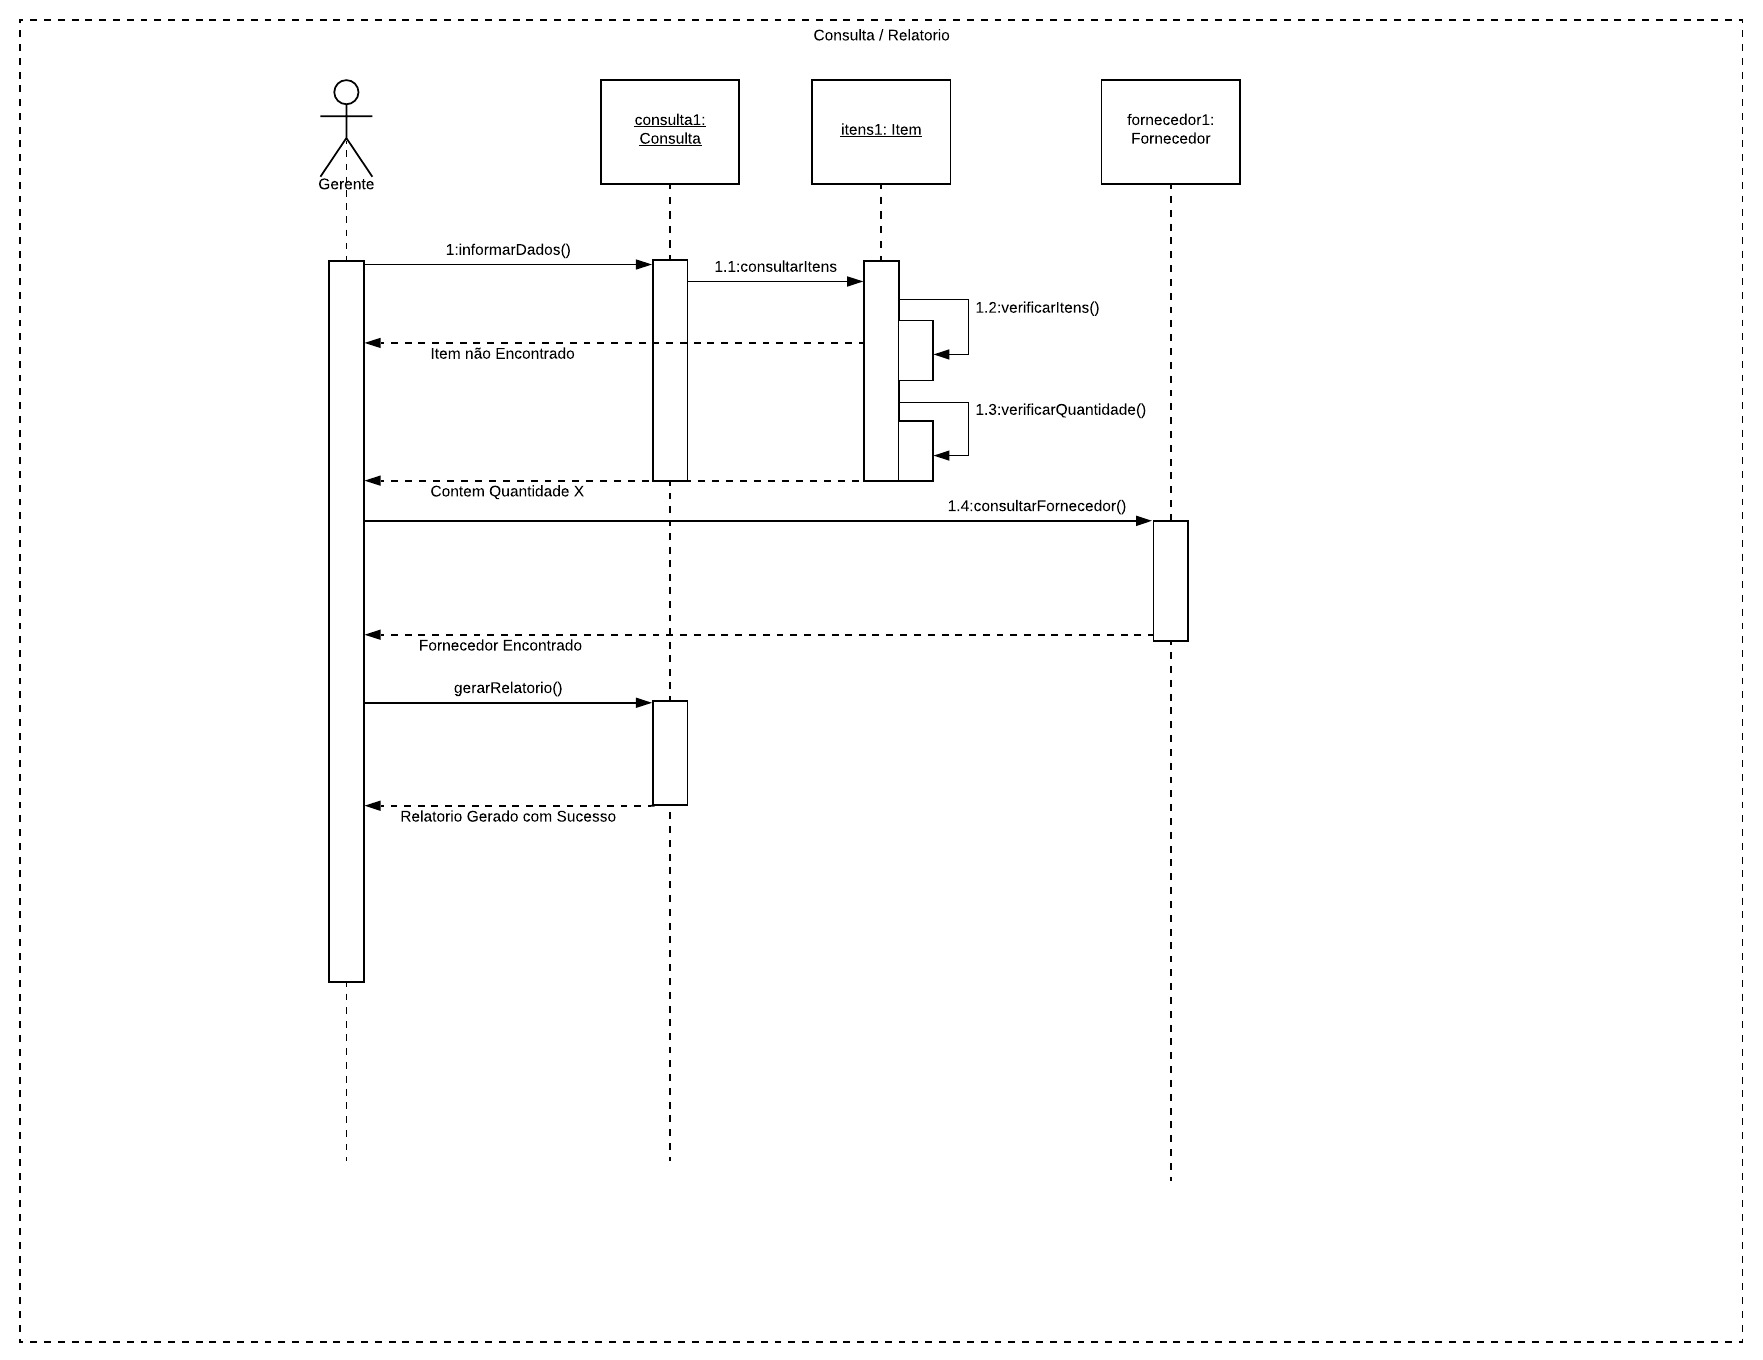 Consulta / Relatorio
Gerente
consulta1:
Consulta
itens1: Item
fornecedor1:
Fornecedor
1:informarDados()
1.1:consultarItens
1.2:verificarItens()
Item não Encontrado
1.3:verificarQuantidade()
Contem Quantidade X
1.4:consultarFornecedor()
Fornecedor Encontrado
gerarRelatorio()
Relatorio Gerado com Sucesso